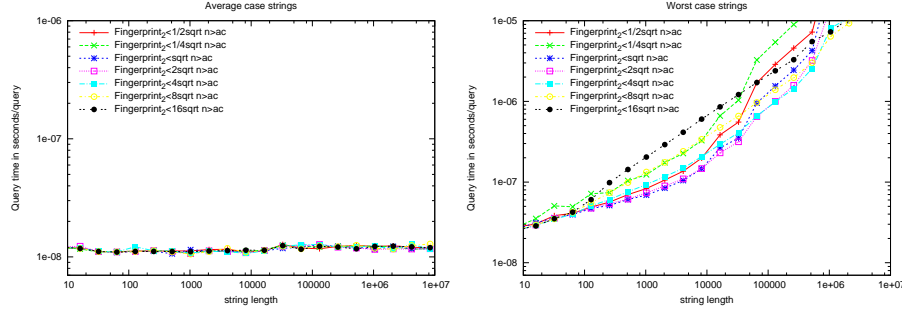 Average case strings
1e-06
1e-07
1e-08
Query time in seconds/query
Fingerprint2<1/2sqrt n>ac
Fingerprint2<1/4sqrt n>ac
Fingerprint2<sqrt n>ac
Fingerprint2<2sqrt n>ac
Fingerprint2<4sqrt n>ac
Fingerprint2<8sqrt n>ac
Fingerprint2<16sqrt n>ac
10 100 1000 10000 100000 1e+06 1e+07
string length
Worst case strings
1e-05
1e-06
1e-07
1e-08
Query time in seconds/query
Fingerprint2<1/2sqrt n>ac
Fingerprint2<1/4sqrt n>ac
Fingerprint2<sqrt n>ac
Fingerprint2<2sqrt n>ac
Fingerprint2<4sqrt n>ac
Fingerprint2<8sqrt n>ac
Fingerprint2<16sqrt n>ac
10 100 1000 10000 100000 1e+06 1e+07
string length